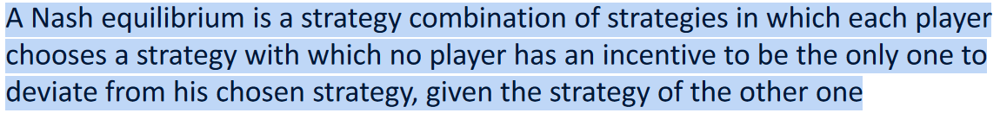 A Nash equilibrium is a strategy combination of strategies in which each player
chooses a strategy with which no player has an incentive to be the only one to
deviate from his chosen strategy, given the strategy of the other one